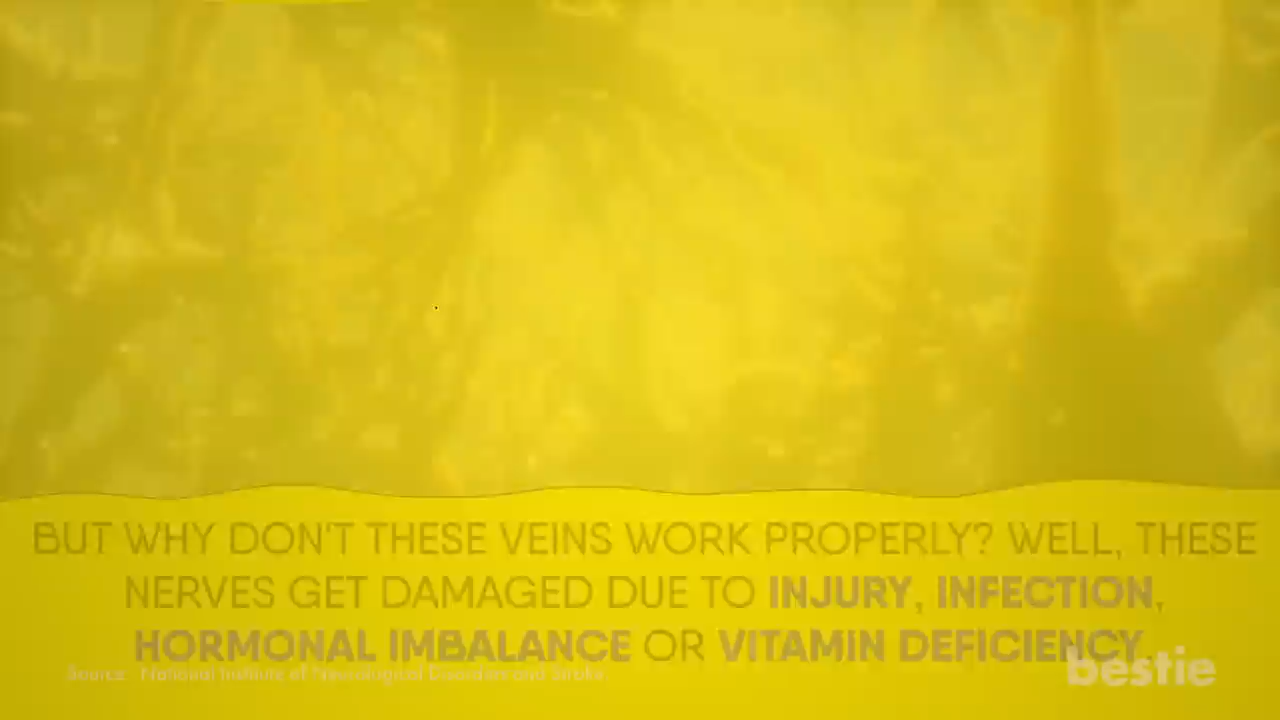 BUT WHY DON'T THESE VEINS WORK PROPERLY? WELL, THESE
NERVES GET DAMAGED DUE TO INJURY, INFECTION,
HORMONAL IMBALANCE OR VITAMIN DEFICIENCY.
Source: National Institute of Neurological Disorders and Stroke
bestie